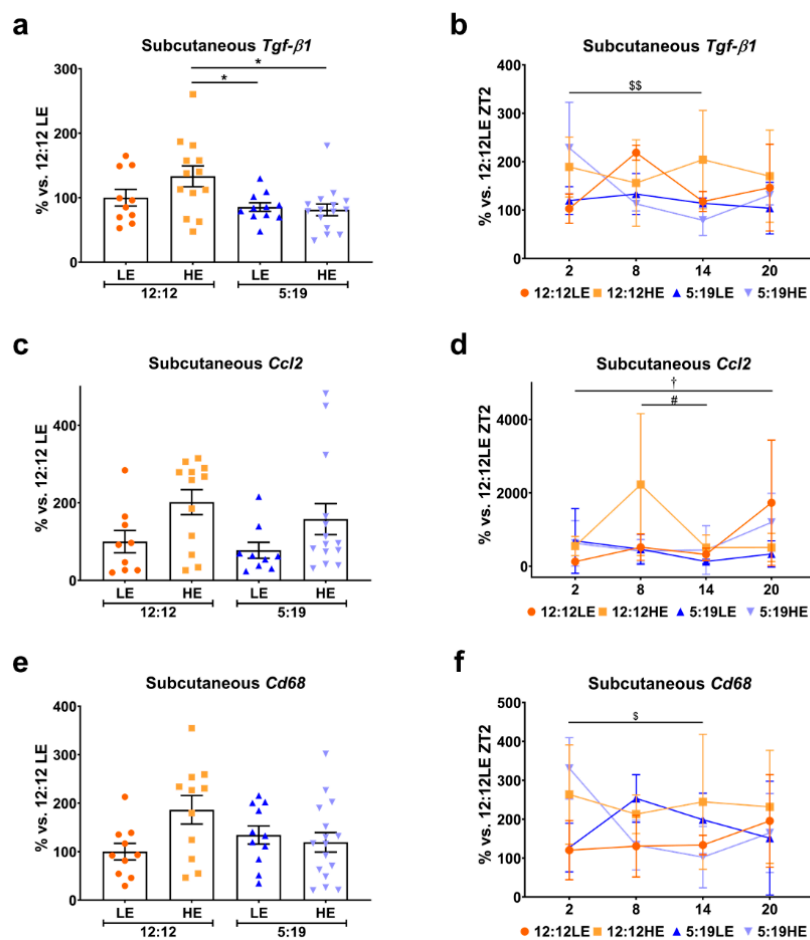 a
Subcutaneous Tgf-β1
% vs. 12:12 LE
300
200
100
0
*
*
LE HE LE HE
12:12 5:19
b
Subcutaneous Tgf-β1
% vs. 12:12LE ZT2
400
300
200
100
0
$$
2 8 14 20
12:12LE 12:12HE 5:19LE 5:19HE
c
Subcutaneous Ccl2
% vs. 12:12 LE
400
200
0
LE HE LE HE
12:12 5:19
d
Subcutaneous Ccl2
% vs. 12:12LE ZT2
4000
2000
0
†
#
2 8 14 20
12:12LE 12:12HE 5:19LE 5:19HE
e
Subcutaneous Cd68
% vs. 12:12 LE
400
300
200
100
0
LE HE LE HE
12:12 5:19
f
Subcutaneous Cd68
% vs. 12:12LE ZT2
500
400
300
200
100
0
$
2 8 14 20
12:12LE 12:12HE 5:19LE 5:19HE